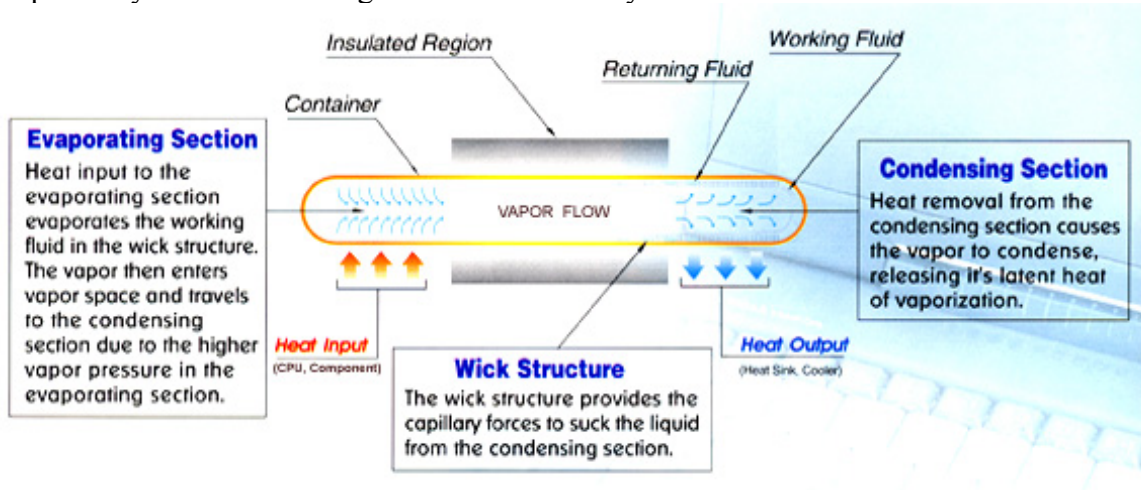 Insulated Region
Working Fluid
Returning Fluid
Container
Evaporating Section
Heat input to the
evaporating section
evaporates the working
fluid in the wick structure.
The vapor then enters
vapor space and travels
to the condensing
section due to the higher
vapor pressure in the
evaporating section.
VAPOR FLOW
Condensing Section
Heat removal from the
condensing section causes
the vapor to condense,
releasing it's latent heat
of vaporization.
Heat Input
(CPU, Component)
Wick Structure
The wick structure provides the
capillary forces to suck the liquid
from the condensing section.
Heat Output
(Heat Sink, Cooler)